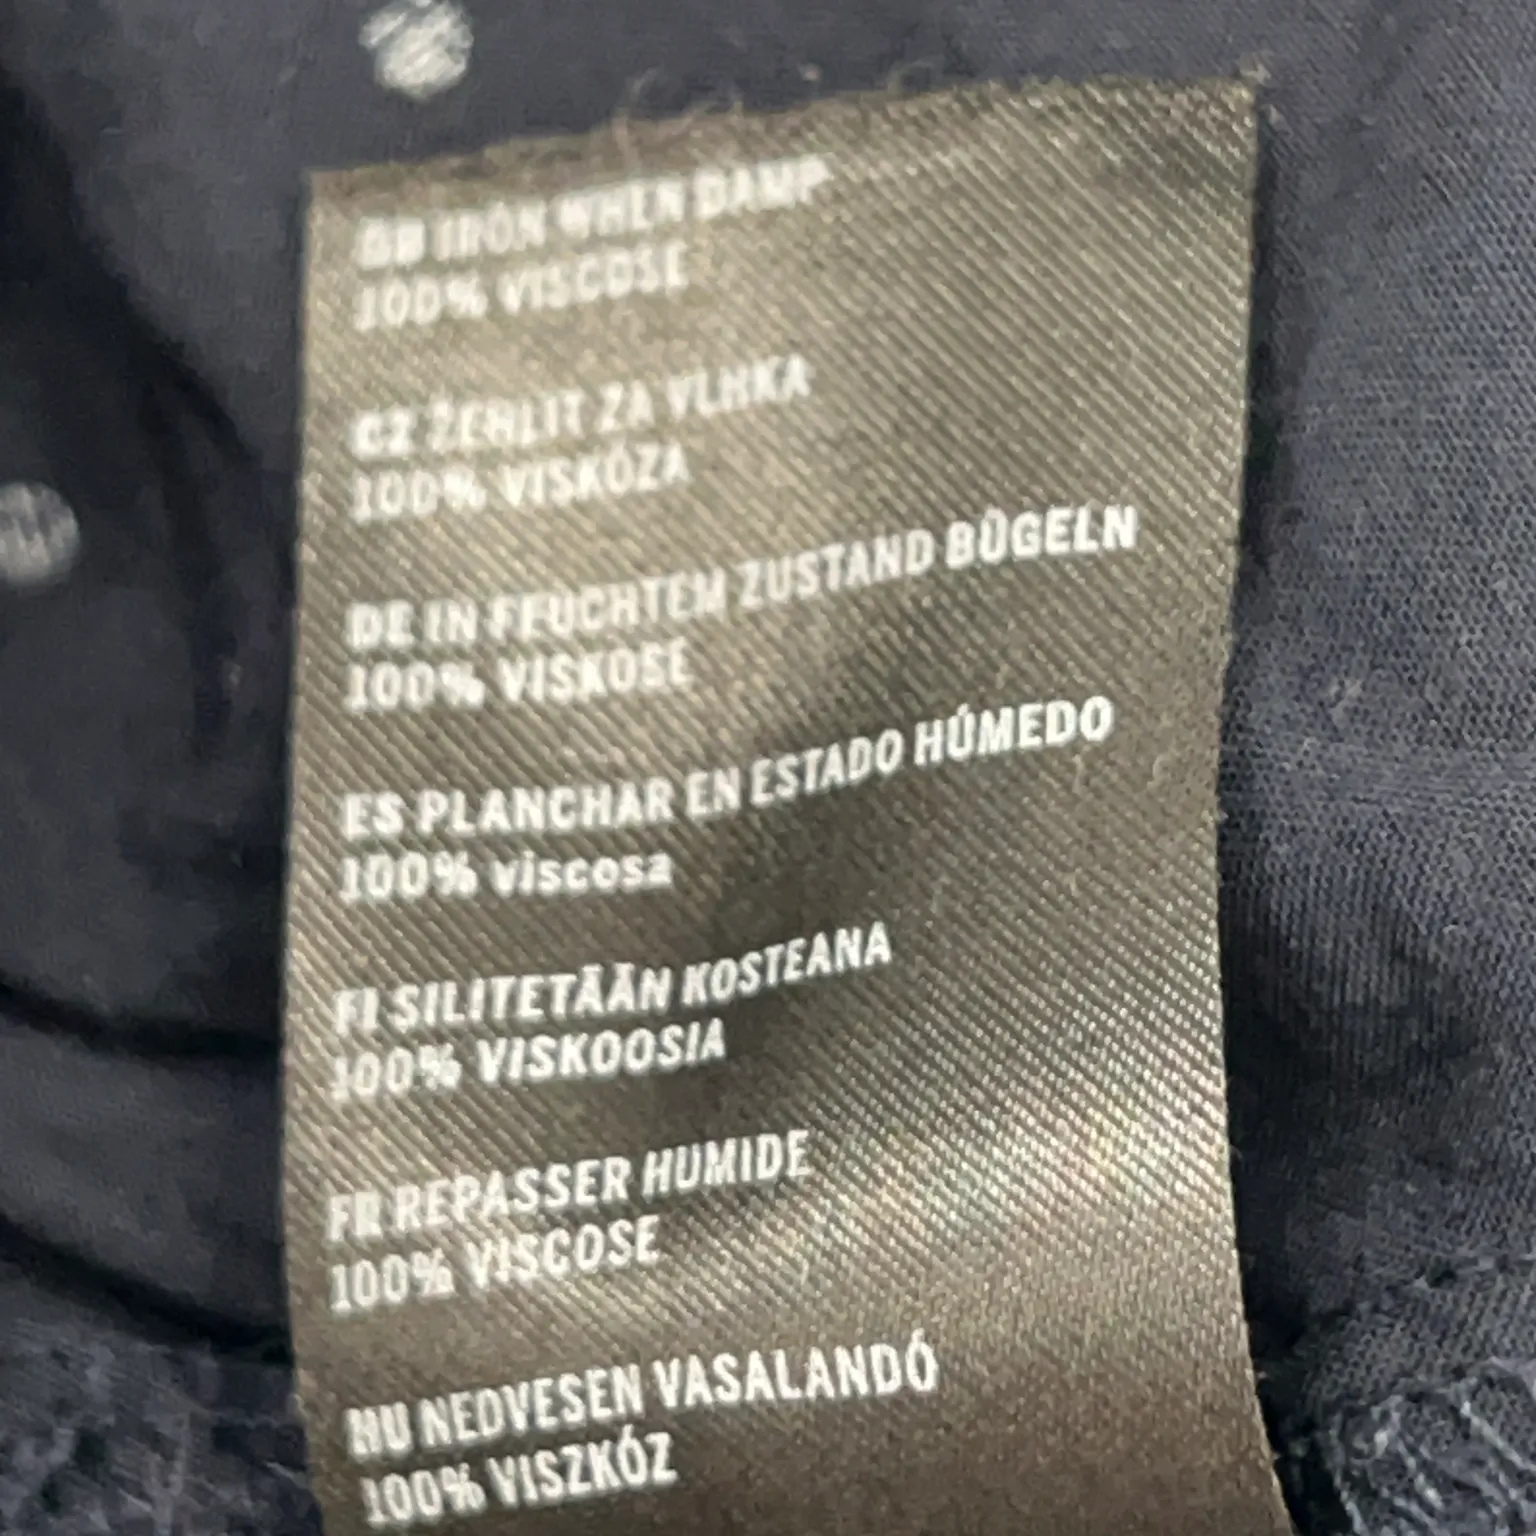 GB IRON WHEN DAMP
100% VISCOSE
CZ ŽEHLIT ZA VLHKA
100% VISKÓZA
DE IN FEUCHTEM ZUSTAND BÜGELN
100% VISKOSE
ES PLANCHAR EN ESTADO HÚMEDO
100% viscosa
FI SILITETÄÄN KOSTEANA
100% VISKOOSIA
FR REPASSER HUMIDE
100% VISCOSE
HU NEDVESEN VASALANDÓ
100% VISZKÓZ